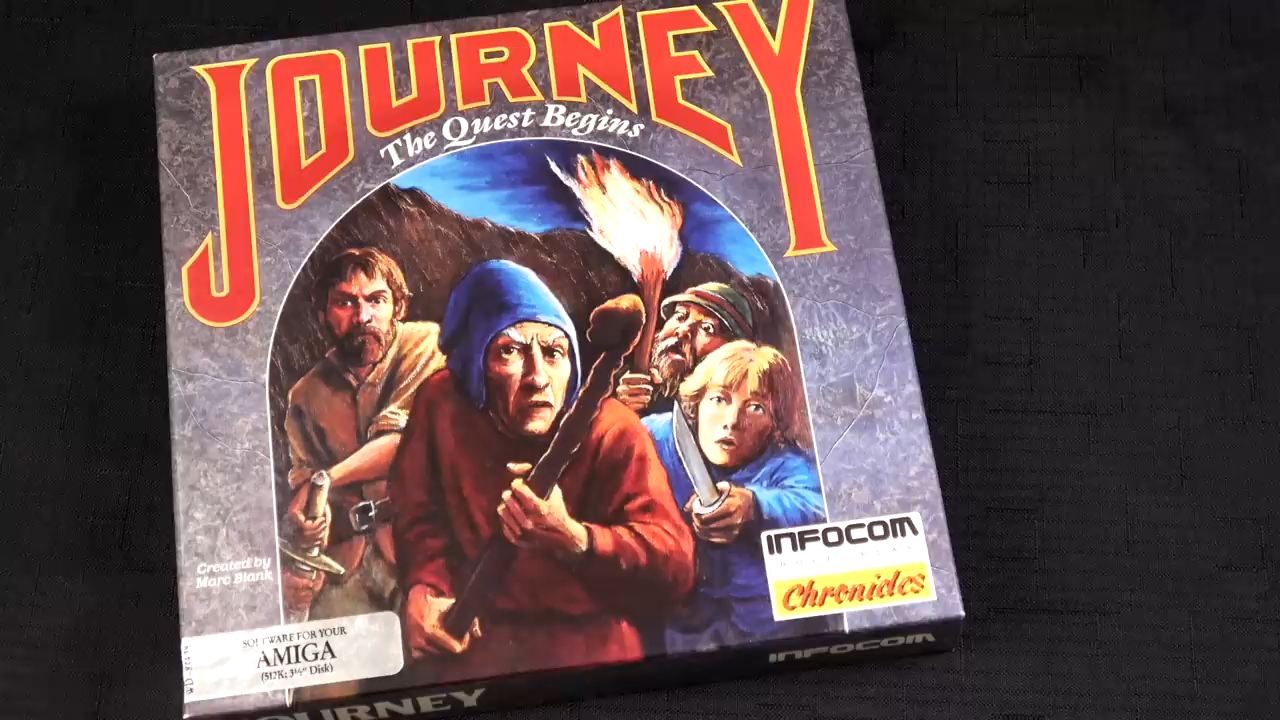 JOURNEY
The Quest Begins
Created by
Marc Blank
INFOCOM
Chronicles
SOFTWARE FOR YOUR
AMIGA
(512K: 3½" Disk)
INFOCOM
JOURNEY